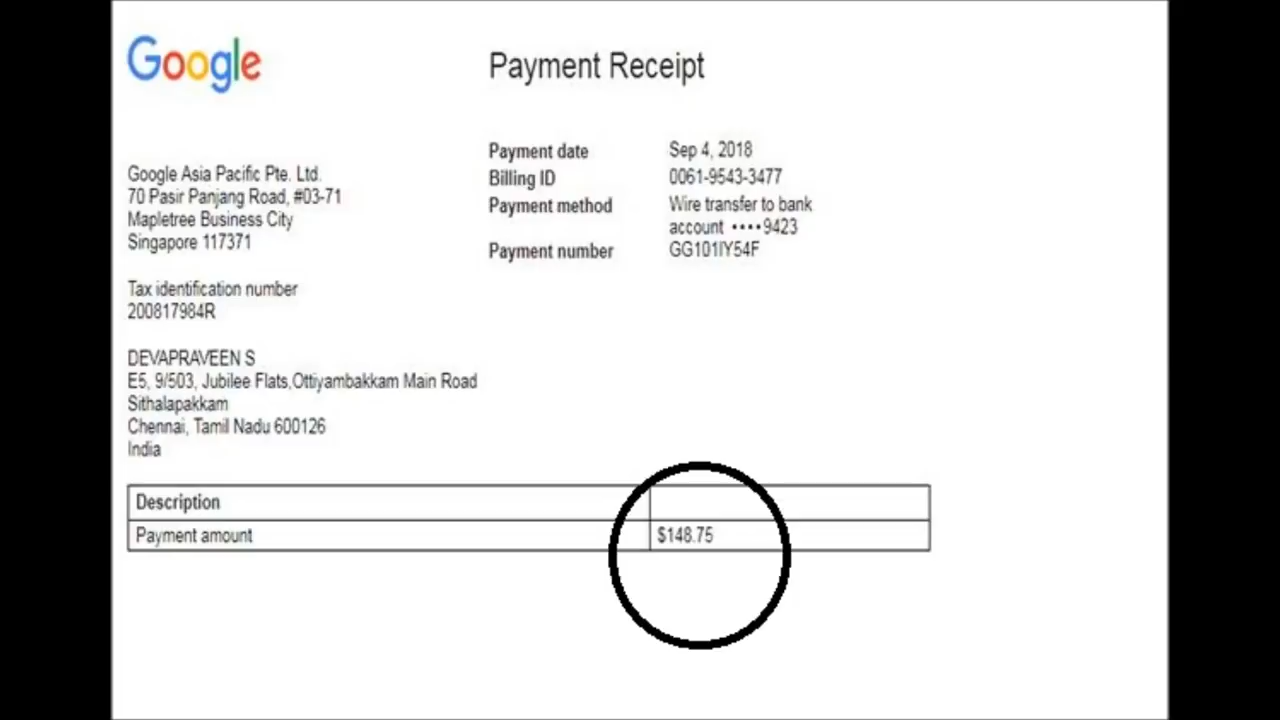 Google
Payment Receipt
Payment date Sep 4, 2018
Billing ID 0061-9543-3477
Payment method Wire transfer to bank
account ••••9423
Payment number GG101IY54F
Google Asia Pacific Pte. Ltd.
70 Pasir Panjang Road, #03-71
Mapletree Business City
Singapore 117371
Tax identification number
200817984R
DEVAPRAVEEN S
E5, 9/503, Jubilee Flats,Ottiyambakkam Main Road
Sithalapakkam
Chennai, Tamil Nadu 600126
India
Description
Payment amount $148.75